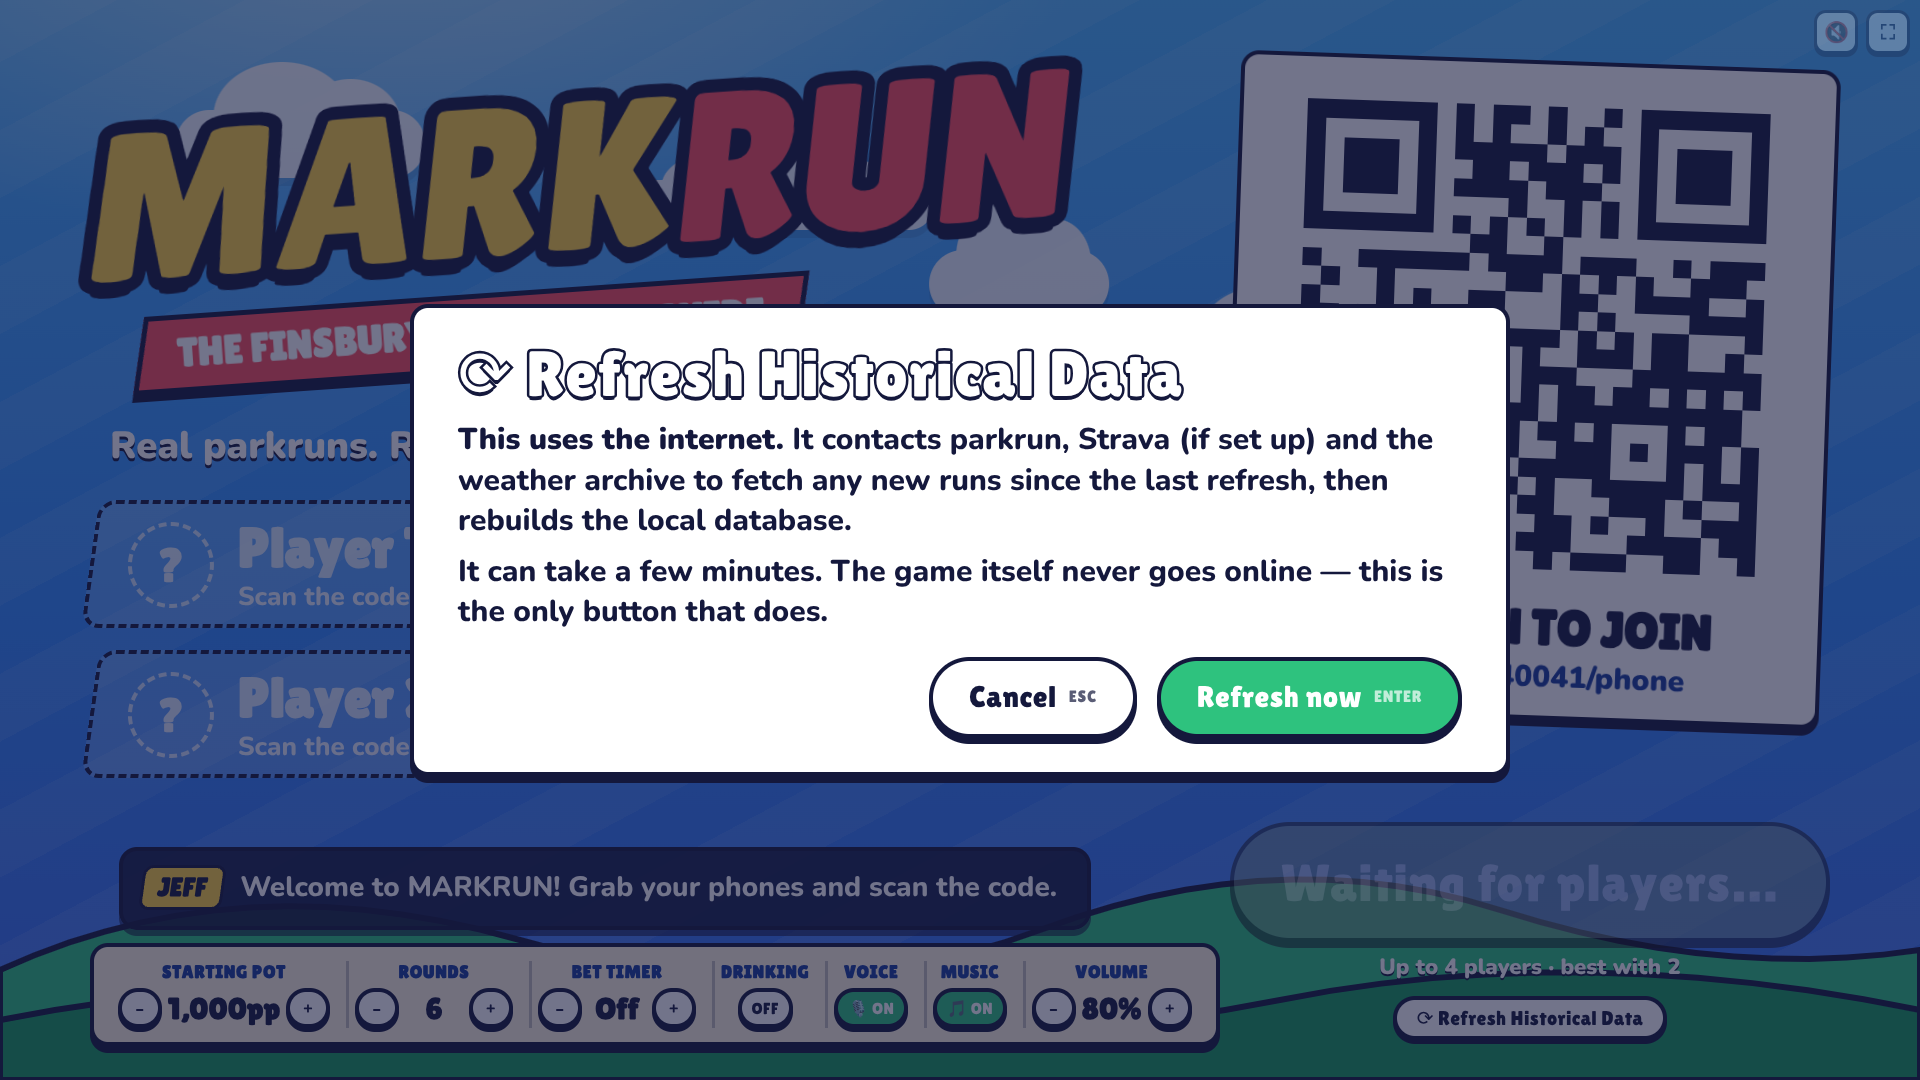 MARKRUN
THE FINSBURY
Real parkruns.
?
Player
Scan the code
?
Player
Scan the code
⟳ Refresh Historical Data
This uses the internet. It contacts parkrun, Strava (if set up) and the
weather archive to fetch any new runs since the last refresh, then
rebuilds the local database.
It can take a few minutes. The game itself never goes online — this is
the only button that does.
Cancel ESC
Refresh now ENTER
TO JOIN
0041/phone
JEFF Welcome to MARKRUN! Grab your phones and scan the code.
Waiting for players...
Up to 4 players · best with 2
⟳ Refresh Historical Data
STARTING POT
- 1,000pp +
ROUNDS
- 6 +
BET TIMER
- Off +
DRINKING
OFF
VOICE
🎙️ ON
MUSIC
🎵 ON
VOLUME
- 80% +